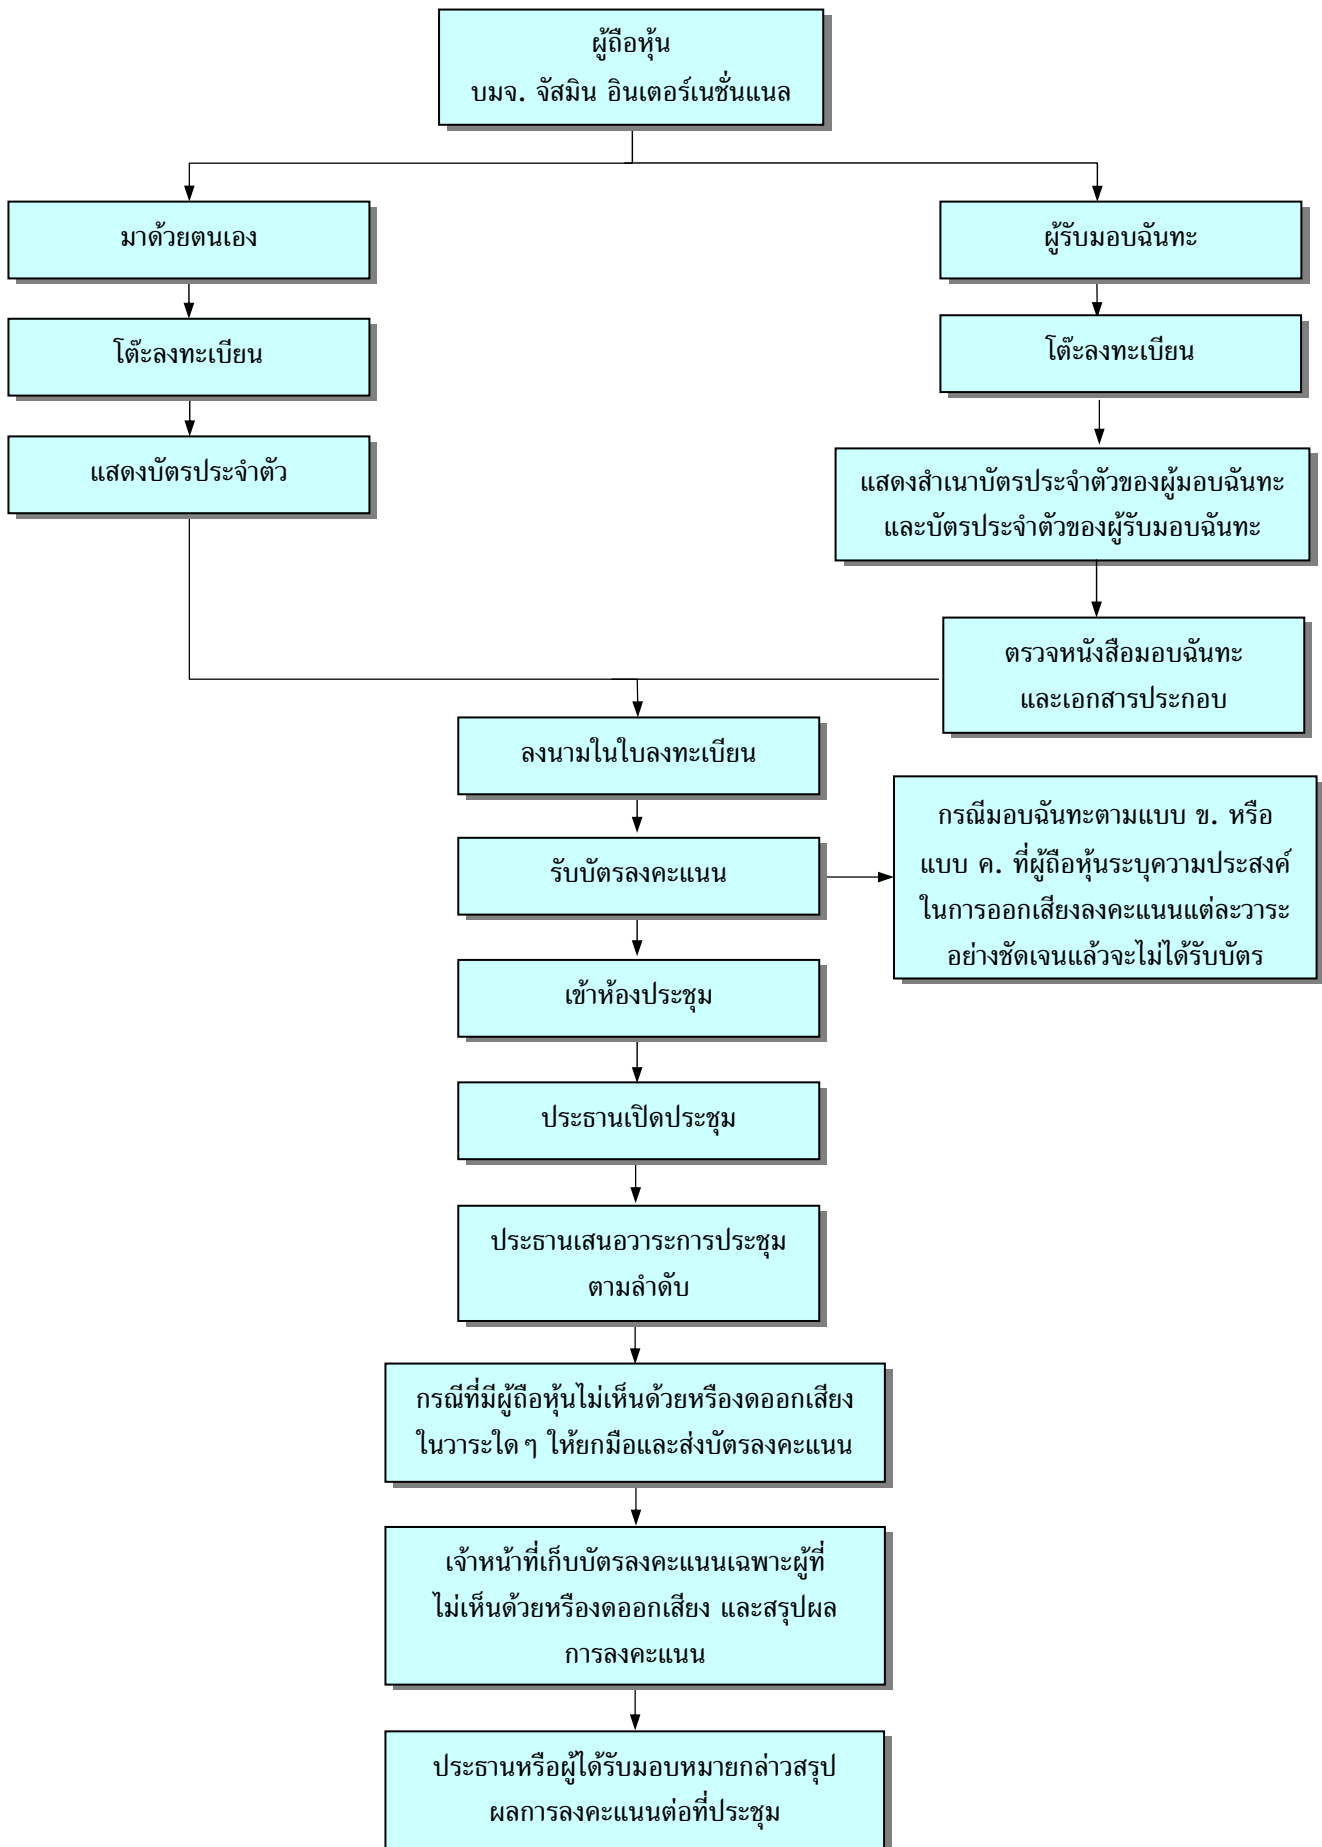 ผู้ถือหุ้น
บมจ. จัสมิน อินเตอร์เนชั่นแนล
มาด้วยตนเอง
ผู้รับมอบฉันทะ
โต๊ะลงทะเบียน
โต๊ะลงทะเบียน
แสดงบัตรประจำตัว
แสดงสำเนาบัตรประจำตัวของผู้มอบฉันทะ
และบัตรประจำตัวของผู้รับมอบฉันทะ
ตรวจหนังสือมอบฉันทะ
และเอกสารประกอบ
ลงนามในใบลงทะเบียน
รับบัตรลงคะแนน
กรณีมอบฉันทะตามแบบ ข. หรือ
แบบ ค. ที่ผู้ถือหุ้นระบุความประสงค์
ในการออกเสียงลงคะแนนแต่ละวาระ
อย่างชัดเจนแล้วจะไม่ได้รับบัตร
เข้าห้องประชุม
ประธานเปิดประชุม
ประธานเสนอวาระการประชุม
ตามลำดับ
กรณีที่มีผู้ถือหุ้นไม่เห็นด้วยหรืองดออกเสียง
ในวาระใด ๆ ให้ยกมือและส่งบัตรลงคะแนน
เจ้าหน้าที่เก็บบัตรลงคะแนนเฉพาะผู้ที่
ไม่เห็นด้วยหรืองดออกเสียง และสรุปผล
การลงคะแนน
ประธานหรือผู้ได้รับมอบหมายกล่าวสรุป
ผลการลงคะแนนต่อที่ประชุม